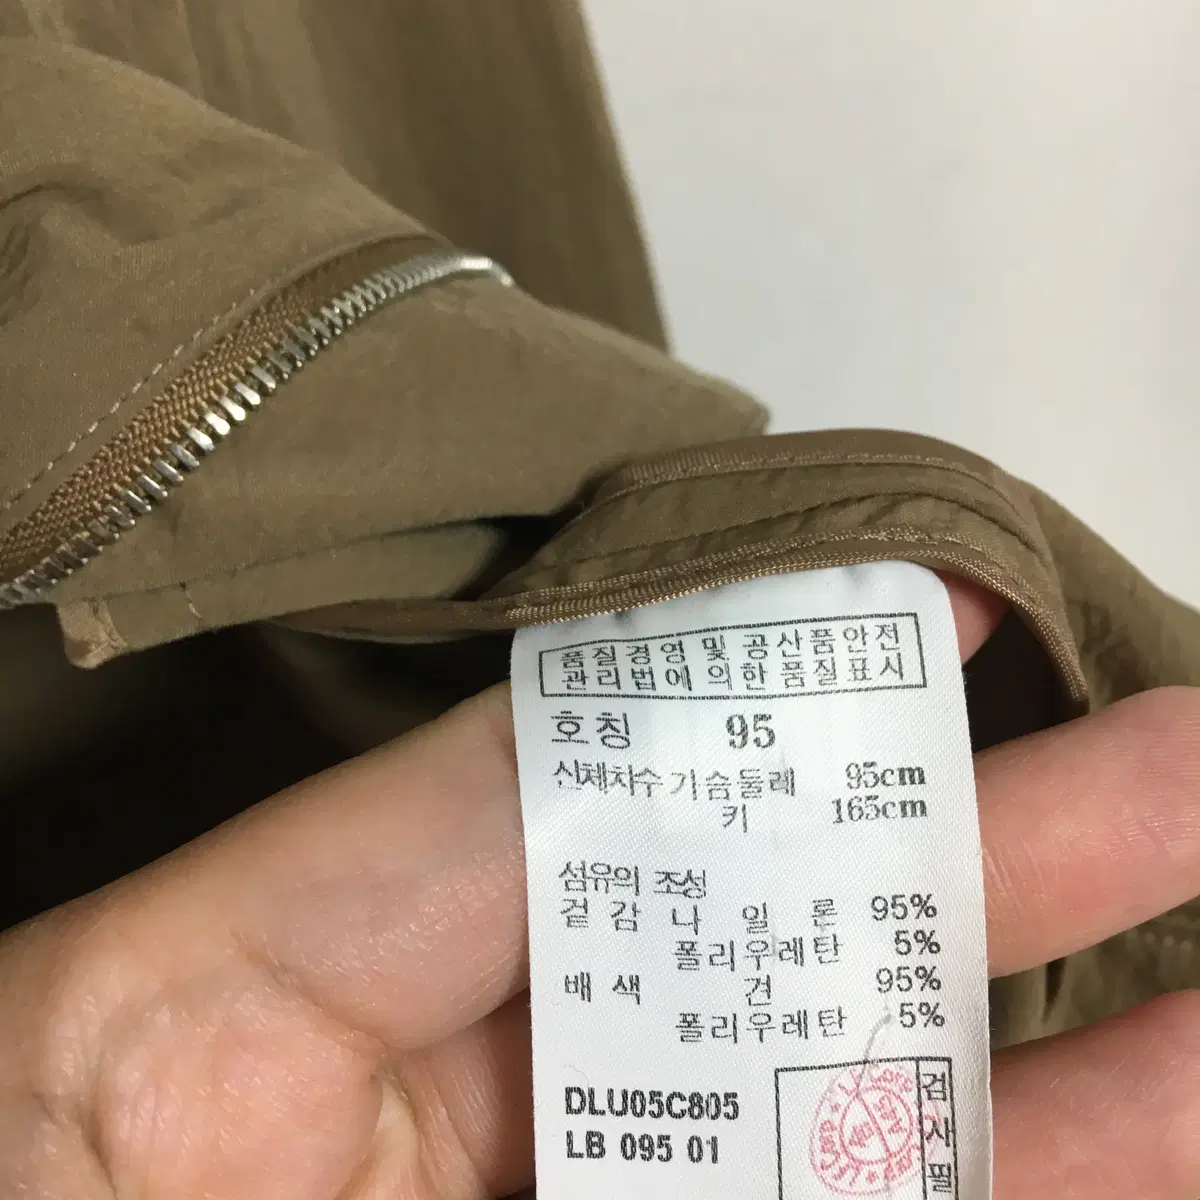 품질경영 및 공산품안전
관리법에 의한 품질표시
호칭 95
신체치수 기슴둘레 95cm
키 165cm
섬유의 조성
겉감 나일론 95%
폴리우레탄 5%
배색 견 95%
폴리우레탄 5%
DLU05C805
LB 095 01
검사필